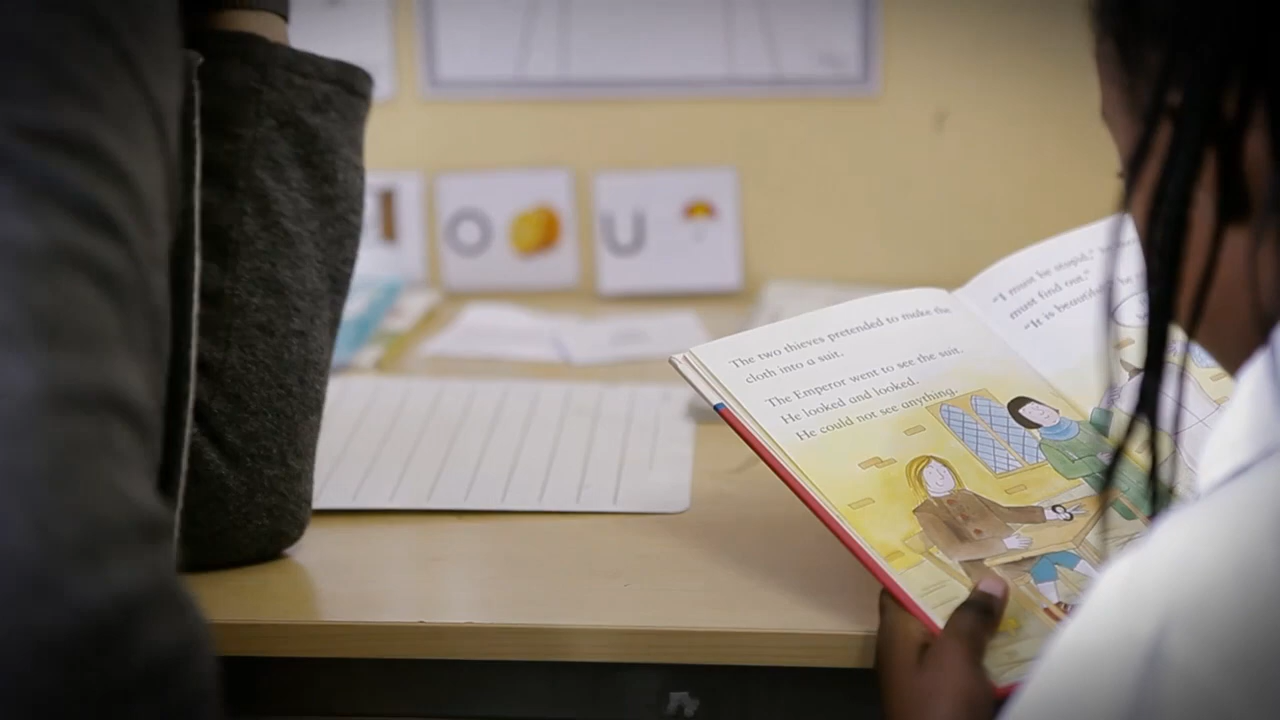 O
U
The two thieves pretended to make the
cloth into a suit.
The Emperor went to see the suit.
He looked and looked.
He could not see anything.
"I must be stupid,"
must find out."
"It is beautiful,"